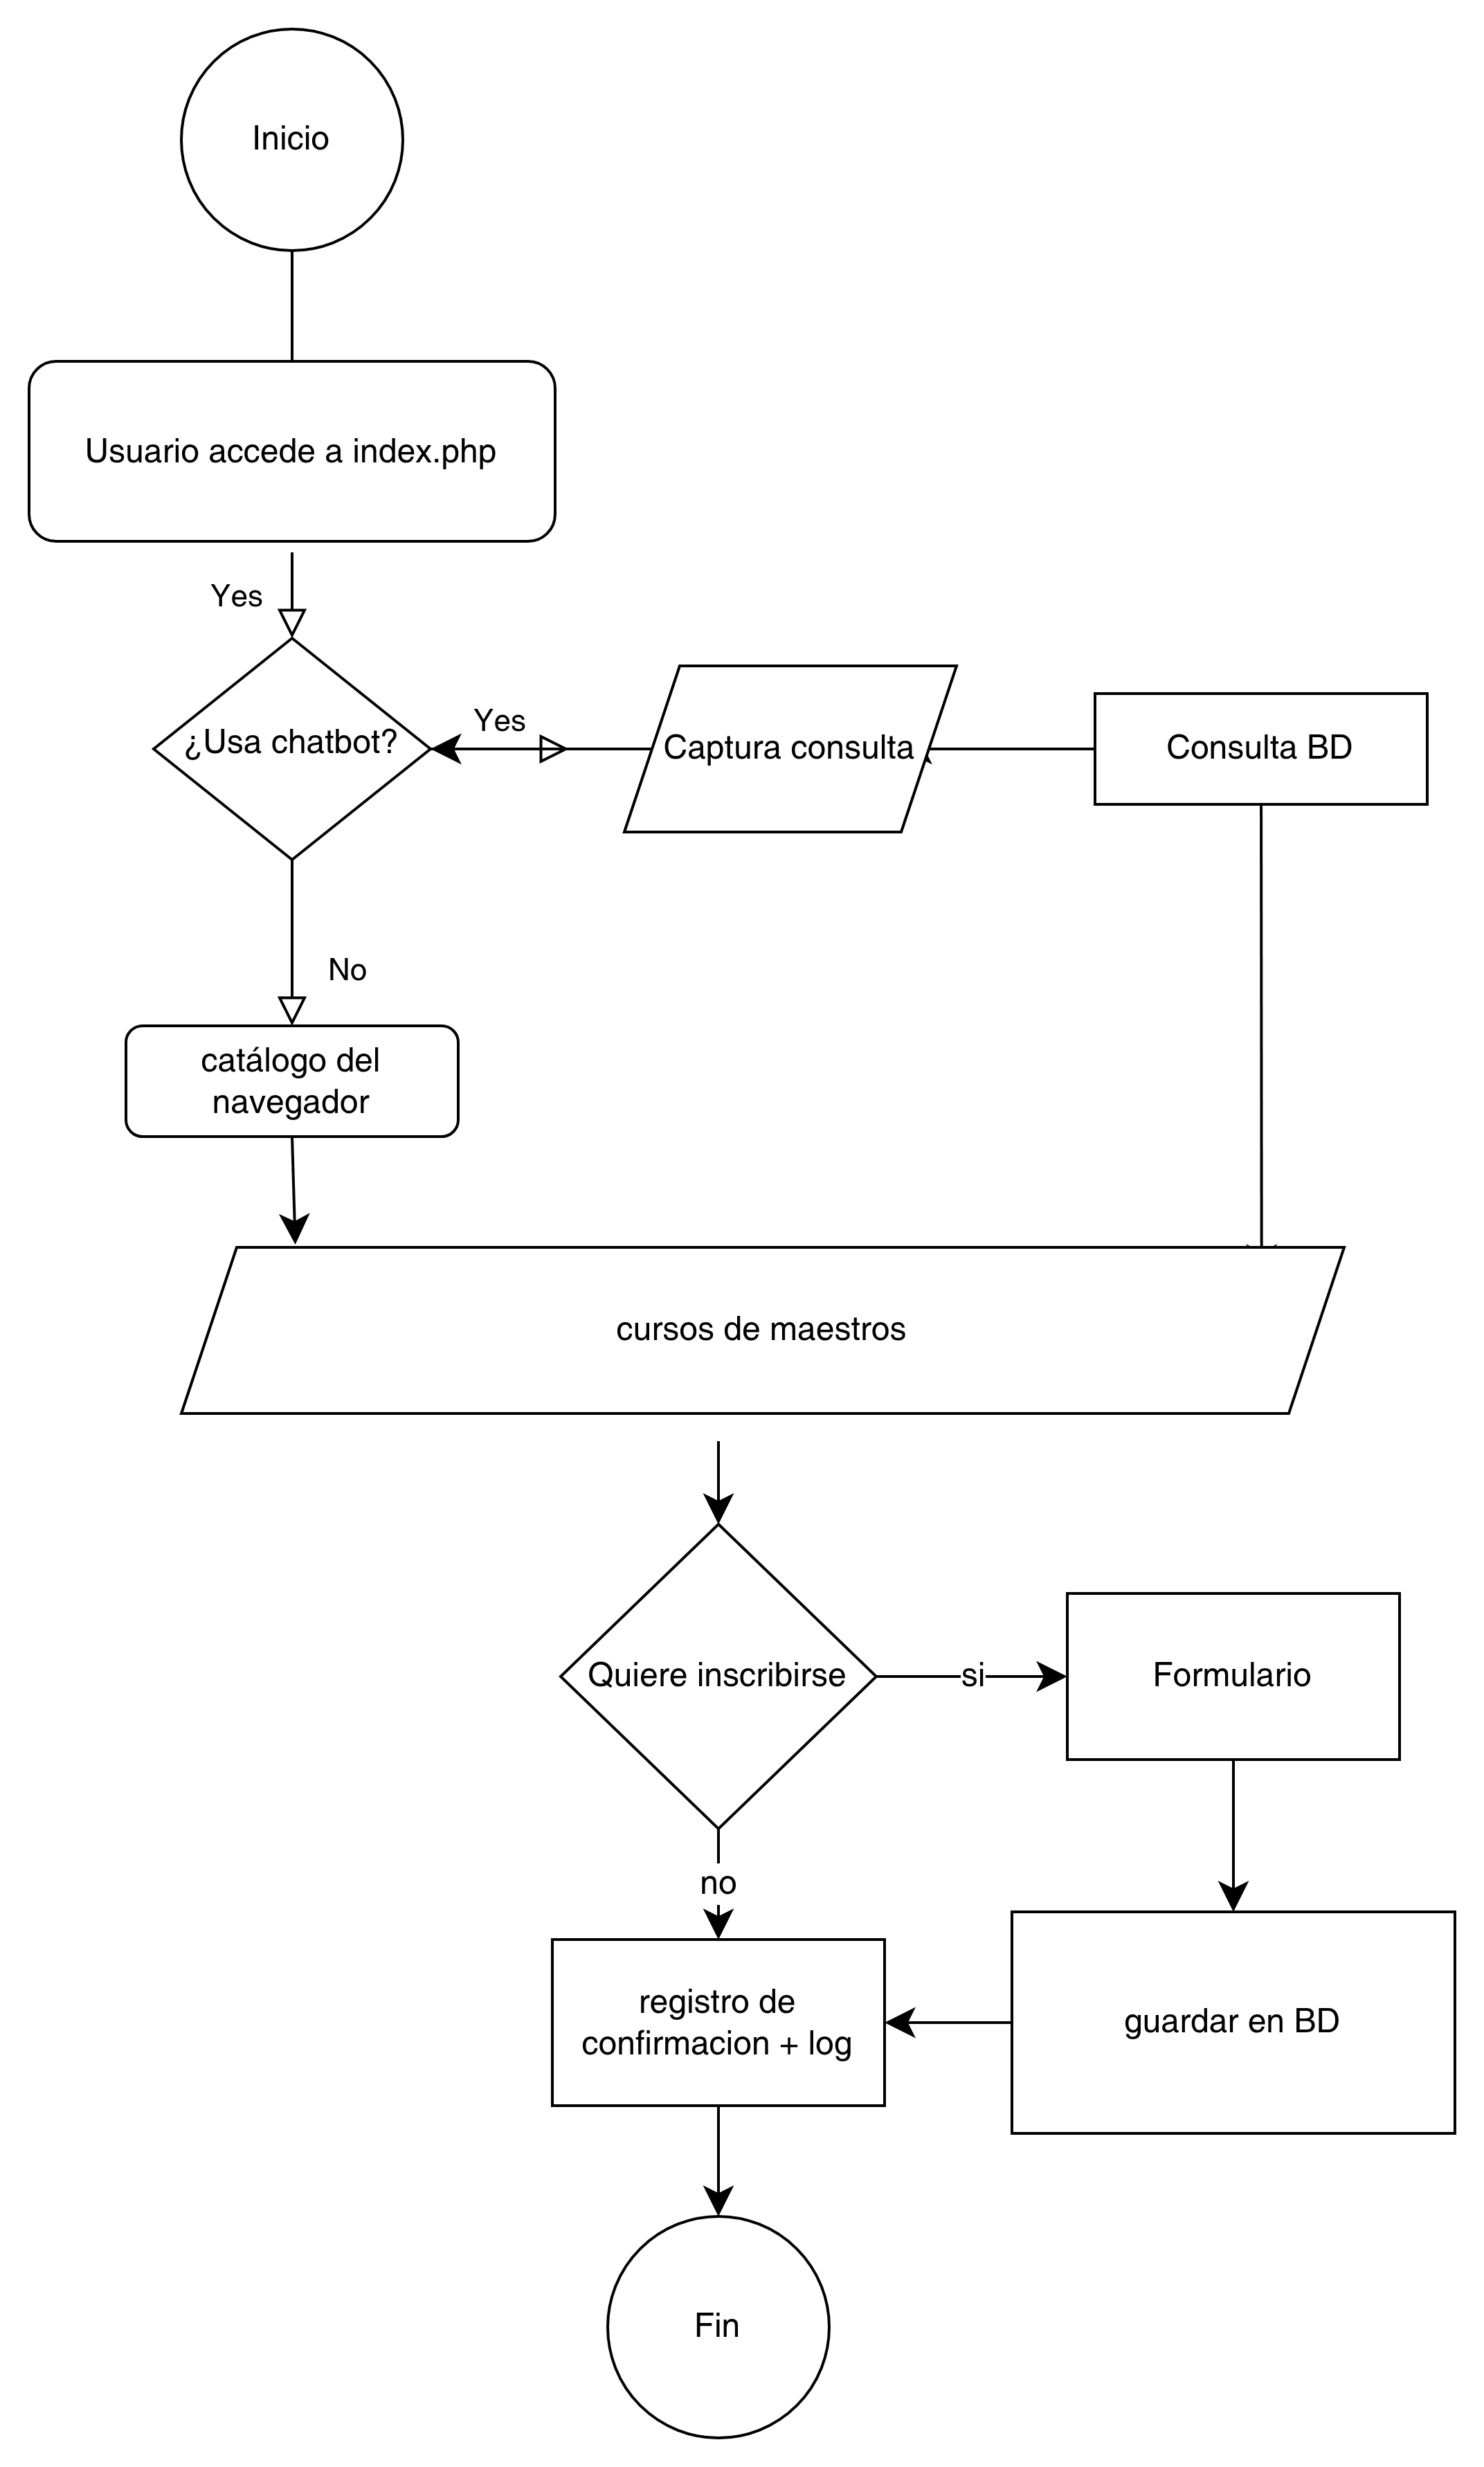 Inicio
Usuario accede a index.php
Yes
¿Usa chatbot?
Yes
Captura consulta
Consulta BD
No
catálogo del
navegador
cursos de maestros
Quiere inscribirse
si
Formulario
no
registro de
confirmacion + log
guardar en BD
Fin